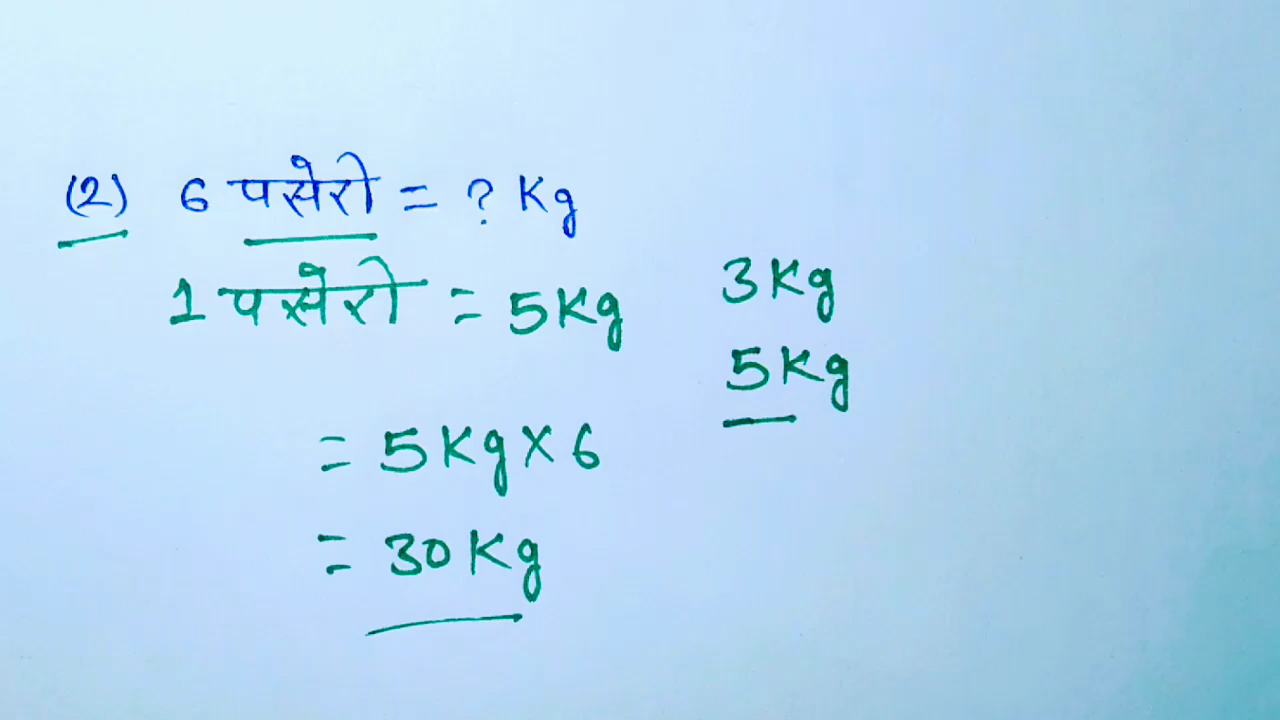 (2) 6 पसेरी = ? Kg
1 पसेरी = 5Kg
3Kg
5Kg
= 5Kg×6
= 30Kg